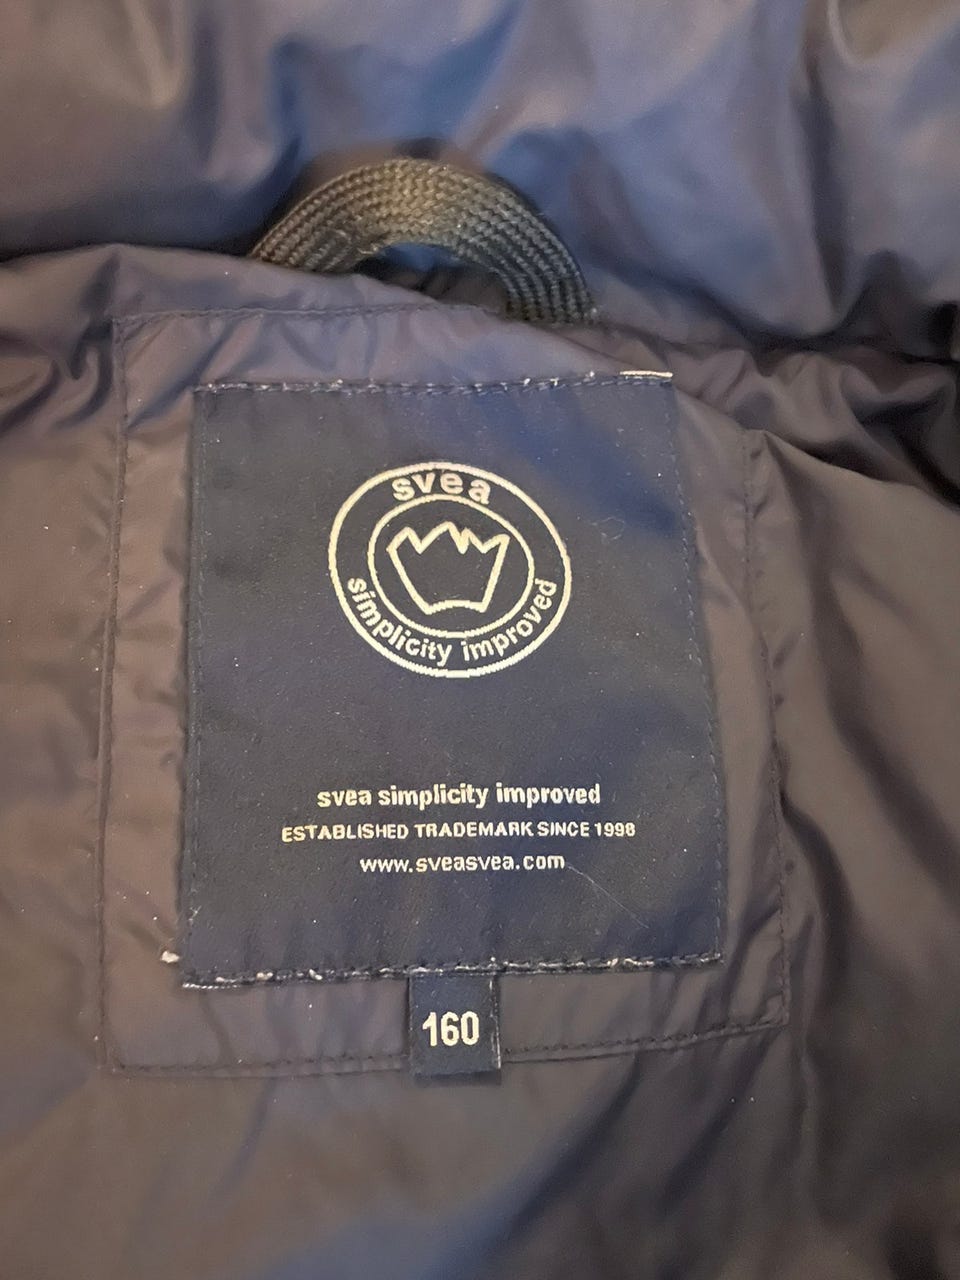 svea
simplicity improved
svea simplicity improved
ESTABLISHED TRADEMARK SINCE 1998
www.sveasvea.com
160